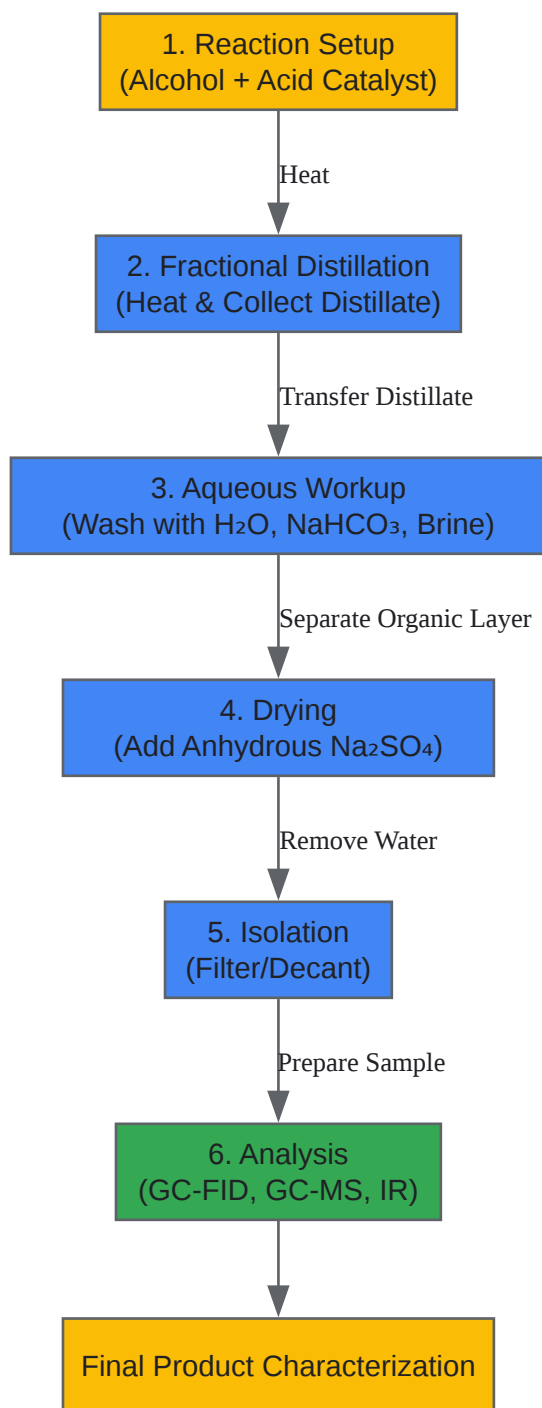 1. Reaction Setup
(Alcohol + Acid Catalyst)
Heat
2. Fractional Distillation
(Heat & Collect Distillate)
Transfer Distillate
3. Aqueous Workup
(Wash with H₂O, NaHCO₃, Brine)
Separate Organic Layer
4. Drying
(Add Anhydrous Na₂SO₄)
Remove Water
5. Isolation
(Filter/Decant)
Prepare Sample
6. Analysis
(GC-FID, GC-MS, IR)
Final Product Characterization